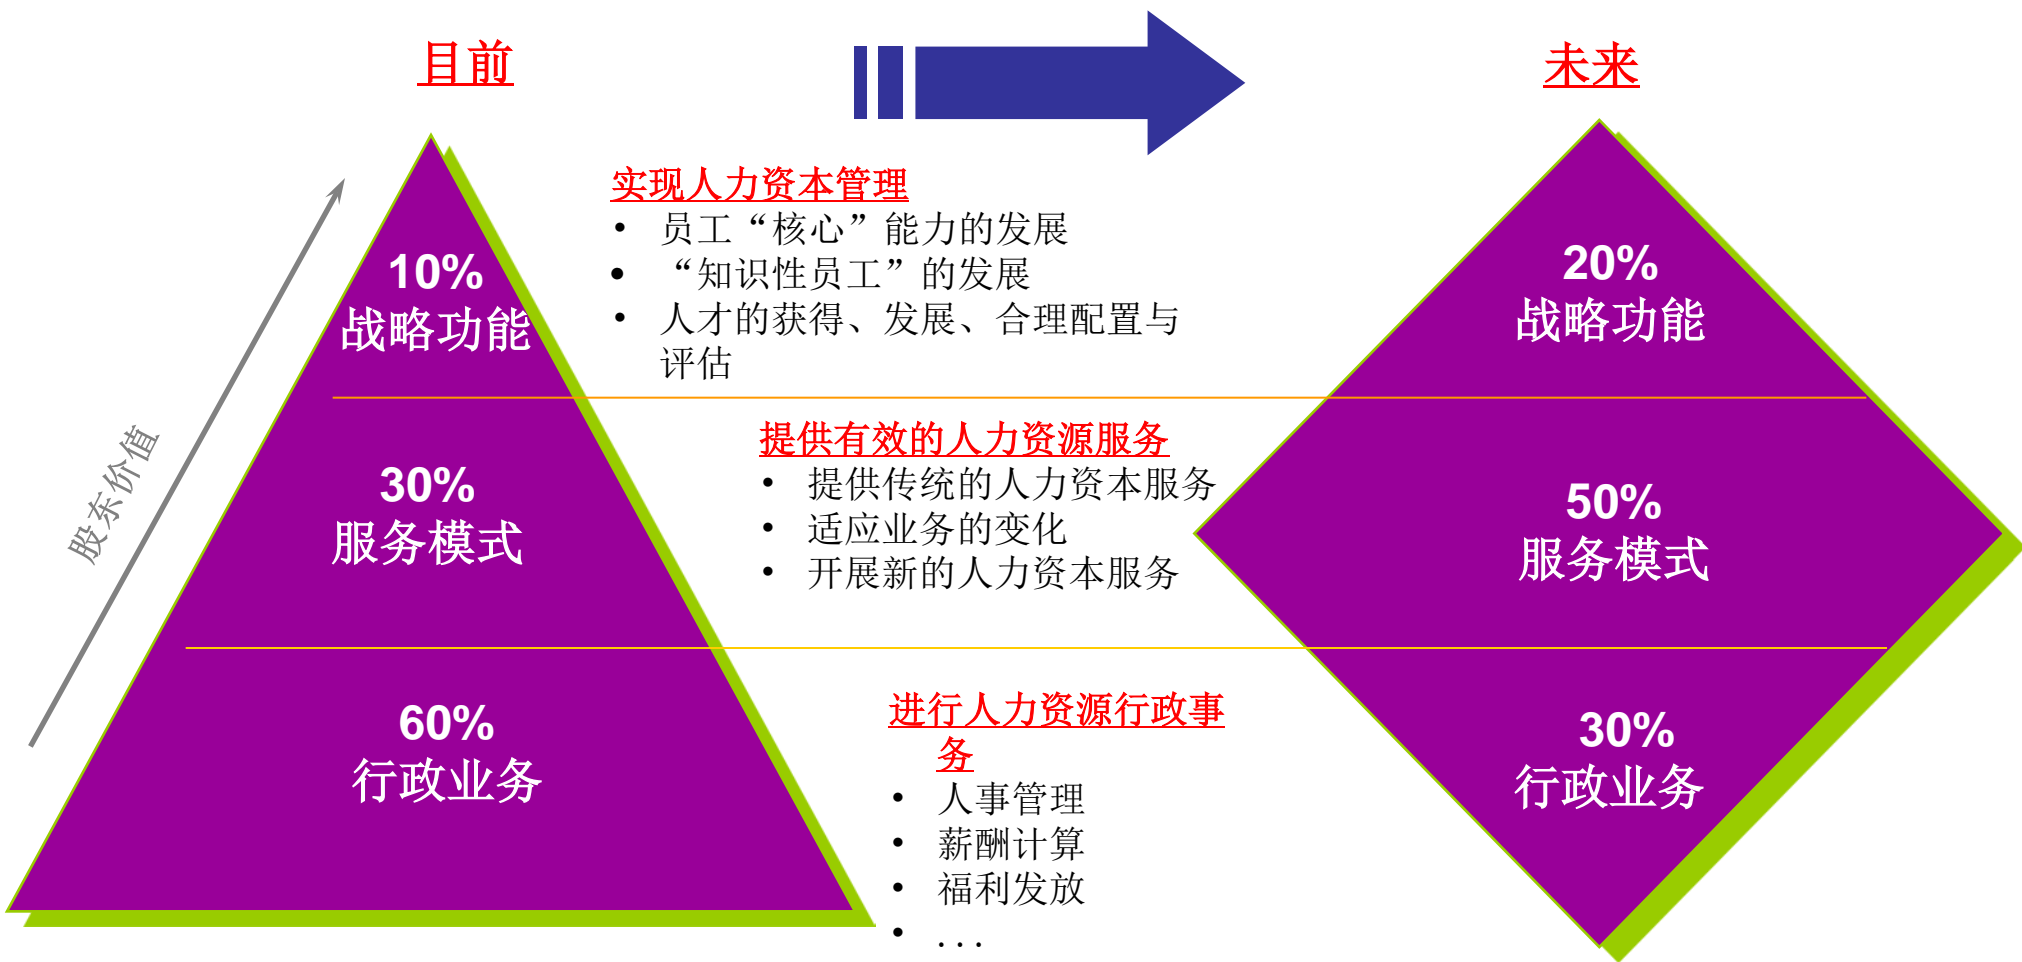 目前
未来
股东价值
10%
战略功能
30%
服务模式
60%
行政业务
实现人力资本管理
• 员工“核心”能力的发展
• “知识性员工”的发展
• 人才的获得、发展、合理配置与
评估
提供有效的人力资源服务
• 提供传统的人力资本服务
• 适应业务的变化
• 开展新的人力资本服务
进行人力资源行政事
务
• 人事管理
• 薪酬计算
• 福利发放
• ...
20%
战略功能
50%
服务模式
30%
行政业务